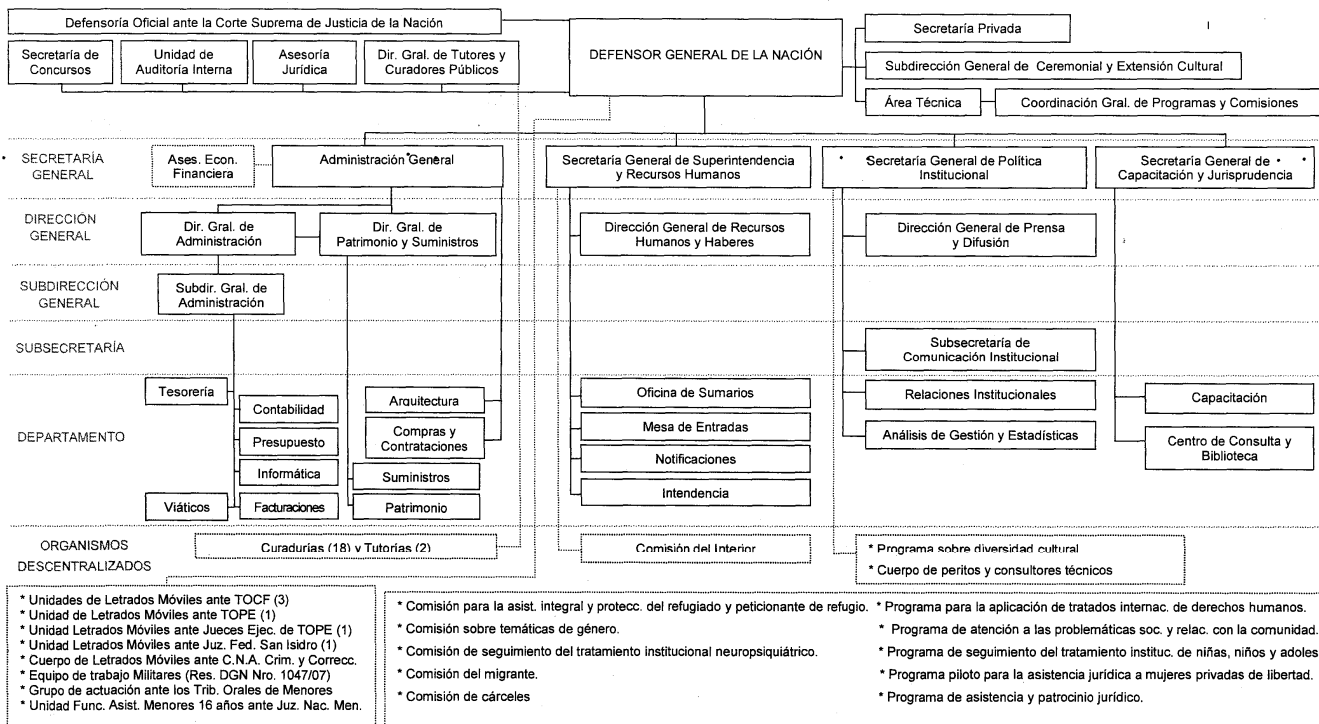 Defensoría Oficial ante la Corte Suprema de Justicia de la Nación
Secretaría de
Concursos
Unidad de
Auditoría Interna
Asesoría
Jurídica
Dir. Gral. de Tutores y
Curadores Públicos
DEFENSOR GENERAL DE LA NACIÓN
Secretaría Privada
Subdirección General de Ceremonial y Extensión Cultural
Área Técnica
Coordinación Gral. de Programas y Comisiones
SECRETARÍA
GENERAL
Ases. Econ.
Financiera
Administración General
Secretaría General de Superintendencia
y Recursos Humanos
Secretaría General de Política
Institucional
Secretaría General de
Capacitación y Jurisprudencia
DIRECCIÓN
GENERAL
Dir. Gral. de
Administración
Dir. Gral. de
Patrimonio y Suministros
Dirección General de Recursos
Humanos y Haberes
Dirección General de Prensa
y Difusión
SUBDIRECCIÓN
GENERAL
Subdir. Gral. de
Administración
SUBSECRETARÍA
Subsecretaría de
Comunicación Institucional
DEPARTAMENTO
Tesorería
Contabilidad
Presupuesto
Informática
Viáticos
Facturaciones
Arquitectura
Compras y
Contrataciones
Suministros
Patrimonio
Oficina de Sumarios
Mesa de Entradas
Notificaciones
Intendencia
Relaciones Institucionales
Análisis de Gestión y Estadísticas
Capacitación
Centro de Consulta y
Biblioteca
ORGANISMOS
DESCENTRALIZADOS
Curadurías (18) y Tutorías (2)
Comisión del Interior
* Programa sobre diversidad cultural
* Cuerpo de peritos y consultores técnicos
* Unidades de Letrados Móviles ante TOCF (3)
* Unidad de Letrados Móviles ante TOPE (1)
* Unidad Letrados Móviles ante Jueces Ejec. de TOPE (1)
* Unidad Letrados Móviles ante Juz. Fed. San Isidro (1)
* Cuerpo de Letrados Móviles ante C.N.A. Crim. y Correcc.
* Equipo de trabajo Militares (Res. DGN Nro. 1047/07)
* Grupo de actuación ante los Trib. Orales de Menores
* Unidad Func. Asist. Menores 16 años ante Juz. Nac. Men.
* Comisión para la asist. integral y protecc. del refugiado y peticionante de refugio.
* Comisión sobre temáticas de género.
* Comisión de seguimiento del tratamiento institucional neuropsiquiátrico.
* Comisión del migrante.
* Comisión de cárceles
* Programa para la aplicación de tratados internac. de derechos humanos.
* Programa de atención a las problemáticas soc. y relac. con la comunidad.
* Programa de seguimiento del tratamiento instituc. de niñas, niños y adoles
* Programa piloto para la asistencia jurídica a mujeres privadas de libertad.
* Programa de asistencia y patrocinio jurídico.